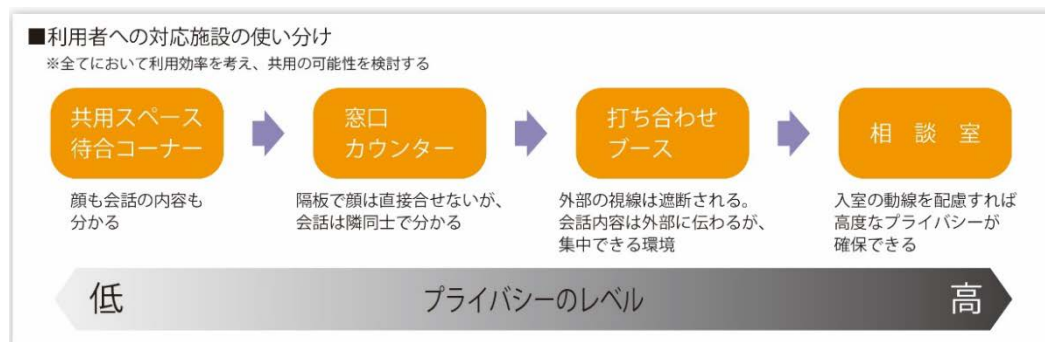 ■利用者への対応施設の使い分け
※全てにおいて利用効率を考え、共用の可能性を検討する
共用スペース
待合コーナー
顔も会話の内容も
分かる
窓口
カウンター
隔板で顔は直接合せないが、
会話は隣同士で分かる
打ち合わせ
ブース
外部の視線は遮断される。
会話内容は外部に伝わるが、
集中できる環境
相 談 室
入室の動線を配慮すれば
高度なプライバシーが
確保できる
低 プライバシーのレベル 高